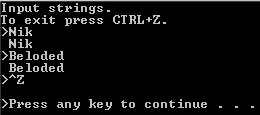 Input strings.
To exit press CTRL+Z.
>Nik
 Nik
>Beloded
 Beloded
>^Z

>Press any key to continue . . .